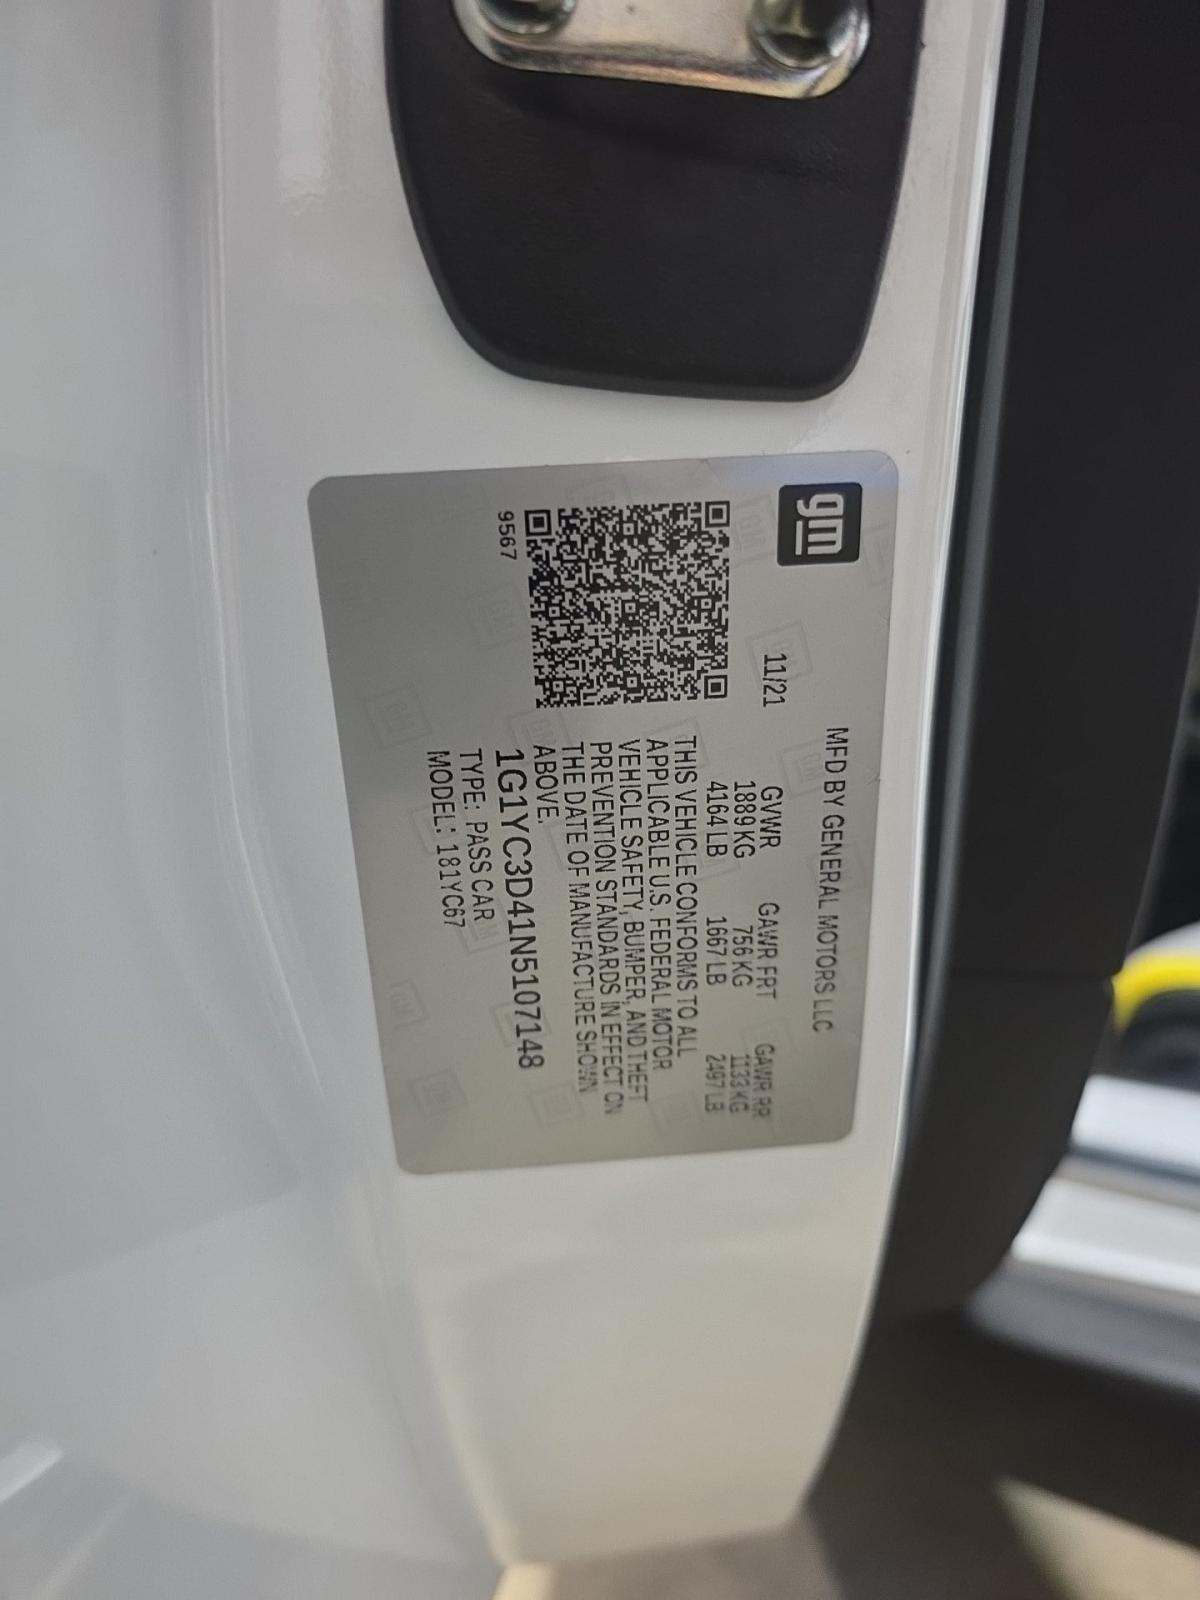 gm
MFD BY GENERAL MOTORS LLC
11/21
GVWR GAWR FRT GAWR RR
1889 KG 756 KG 1133 KG
4164 LB 1667 LB 2497 LB
THIS VEHICLE CONFORMS TO ALL
APPLICABLE U.S. FEDERAL MOTOR
VEHICLE SAFETY, BUMPER, AND THEFT
PREVENTION STANDARDS IN EFFECT ON
THE DATE OF MANUFACTURE SHOWN
ABOVE.
1G1YC3D41N5107148
TYPE: PASS CAR
MODEL: 181YC67
9567